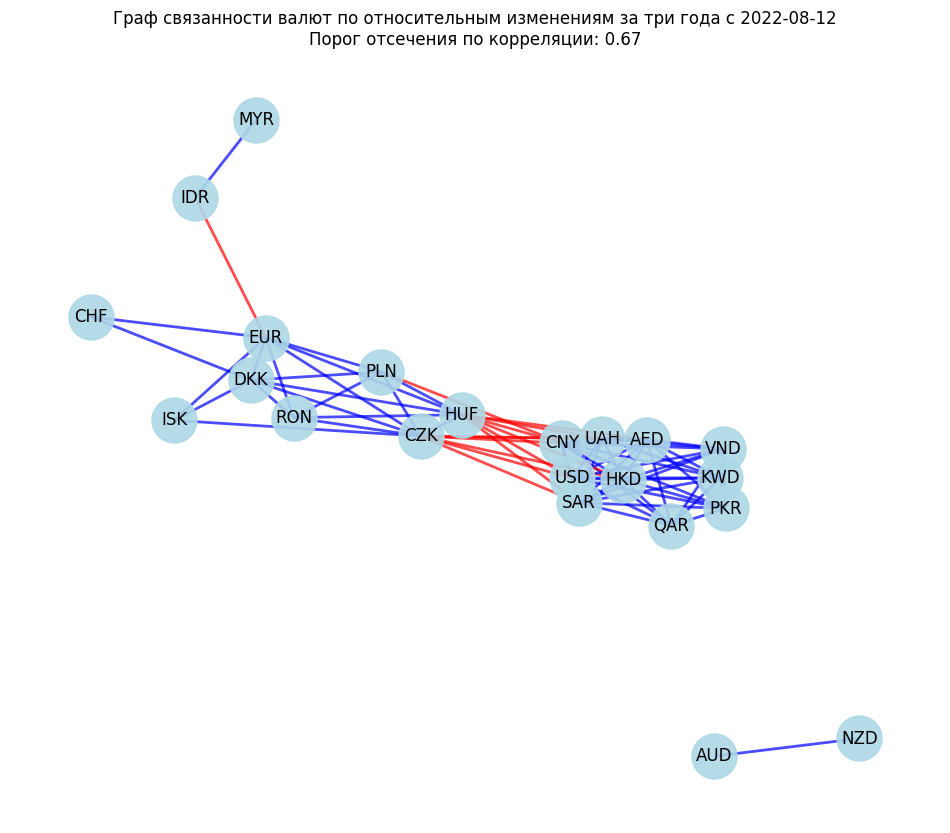 Граф связанности валют по относительным изменениям за три года с 2022-08-12
Порог отсечения по корреляции: 0.67
MYR
IDR
CHF
EUR
DKK
PLN
ISK
RON
HUF
CZK
CNY
UAH
AED
VND
USD
HKD
KWD
SAR
PKR
QAR
NZD
AUD